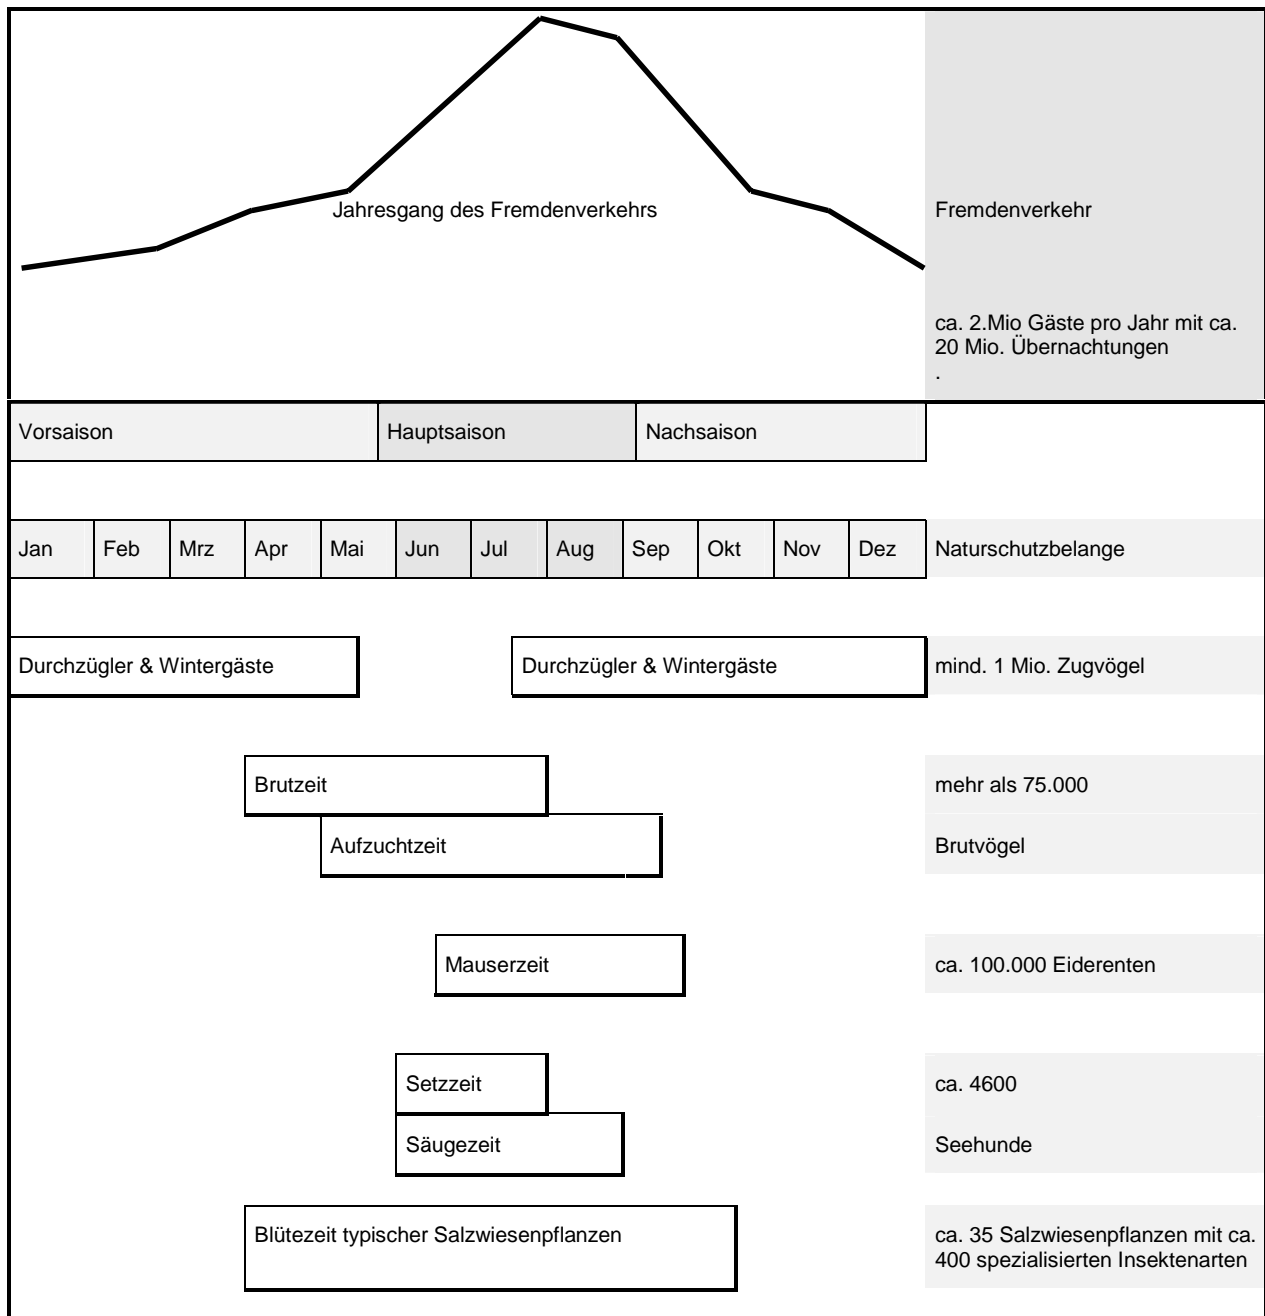 Jahresgang des Fremdenverkehrs
Fremdenverkehr
ca. 2.Mio Gäste pro Jahr mit ca.
20 Mio. Übernachtungen
.
Vorsaison Hauptsaison Nachsaison
Jan Feb Mrz Apr Mai Jun Jul Aug Sep Okt Nov Dez Naturschutzbelange
Durchzügler & Wintergäste Durchzügler & Wintergäste mind. 1 Mio. Zugvögel
Brutzeit mehr als 75.000
Aufzuchtzeit Brutvögel
Mauserzeit ca. 100.000 Eiderenten
Setzzeit ca. 4600
Säugezeit Seehunde
Blütezeit typischer Salzwiesenpflanzen
ca. 35 Salzwiesenpflanzen mit ca.
400 spezialisierten Insektenarten